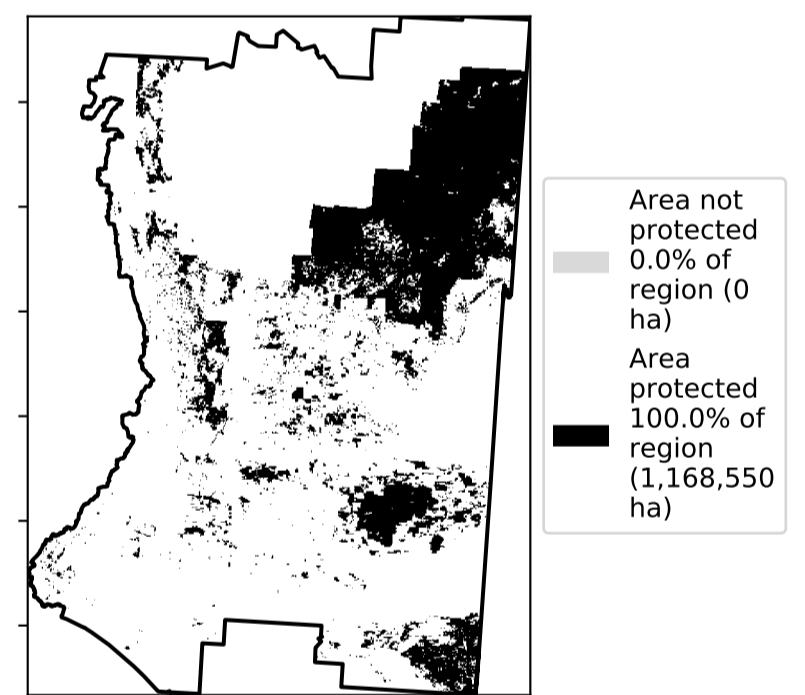 Area not
protected
0.0% of
region (0
ha)
Area
protected
100.0% of
region
(1,168,550
ha)